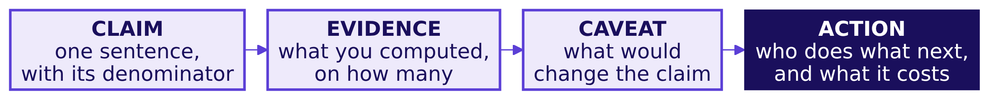 CLAIM
one sentence,
with its denominator
EVIDENCE
what you computed,
on how many
CAVEAT
what would
change the claim
ACTION
who does what next,
and what it costs